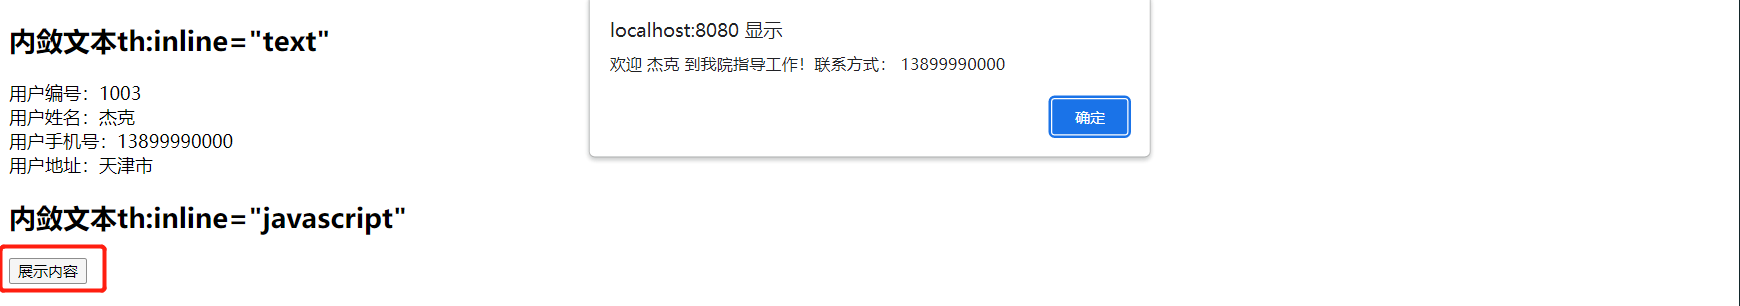 内敛文本th:inline="text"
用户编号：1003
用户姓名：杰克
用户手机号：13899990000
用户地址：天津市
内敛文本th:inline="javascript"
展示内容
localhost:8080 显示
欢迎 杰克 到我院指导工作！联系方式： 13899990000
确定